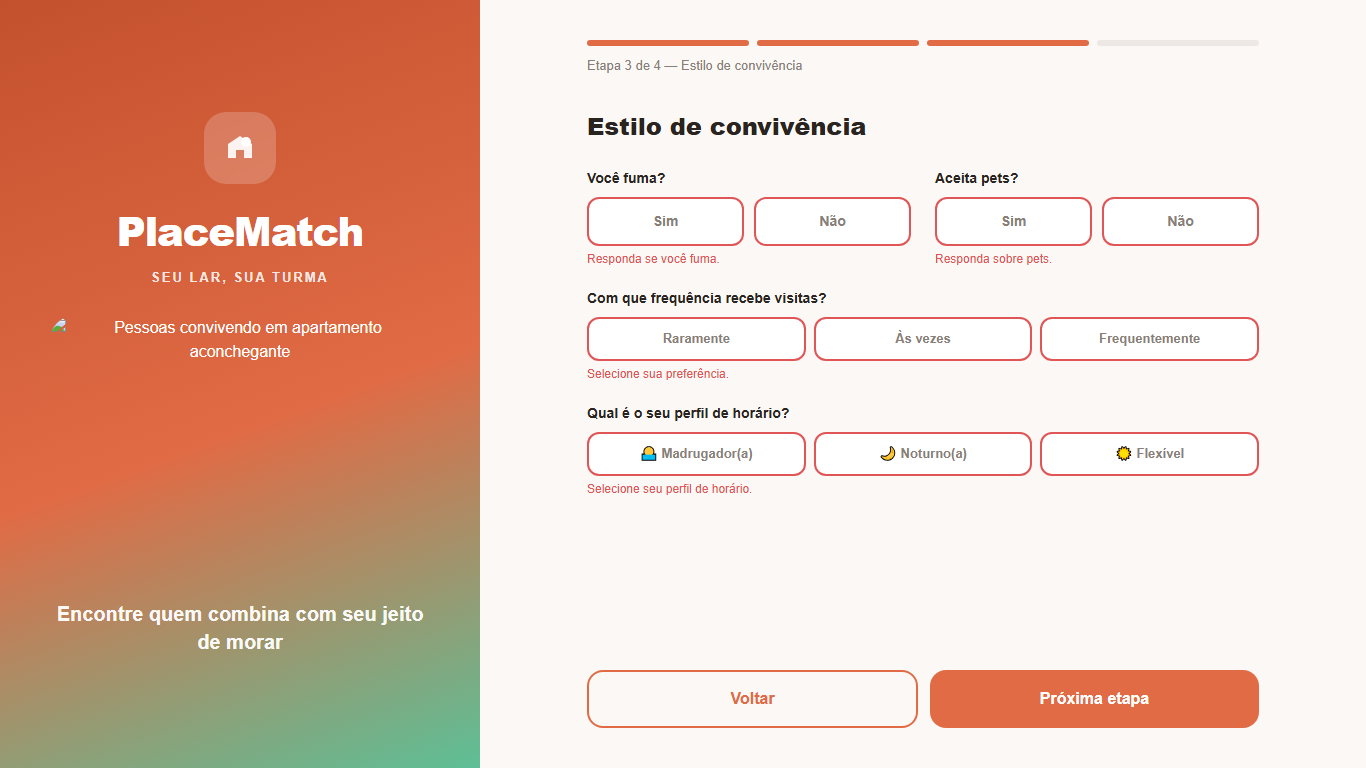 PlaceMatch
SEU LAR, SUA TURMA
Pessoas convivendo em apartamento
aconchegante
Encontre quem combina com seu jeito
de morar
Etapa 3 de 4 — Estilo de convivência
Estilo de convivência
Você fuma?
Sim
Não
Responda se você fuma.
Aceita pets?
Sim
Não
Responda sobre pets.
Com que frequência recebe visitas?
Raramente
Às vezes
Frequentemente
Selecione sua preferência.
Qual é o seu perfil de horário?
Madrugador(a)
Noturno(a)
Flexível
Selecione seu perfil de horário.
Voltar
Próxima etapa